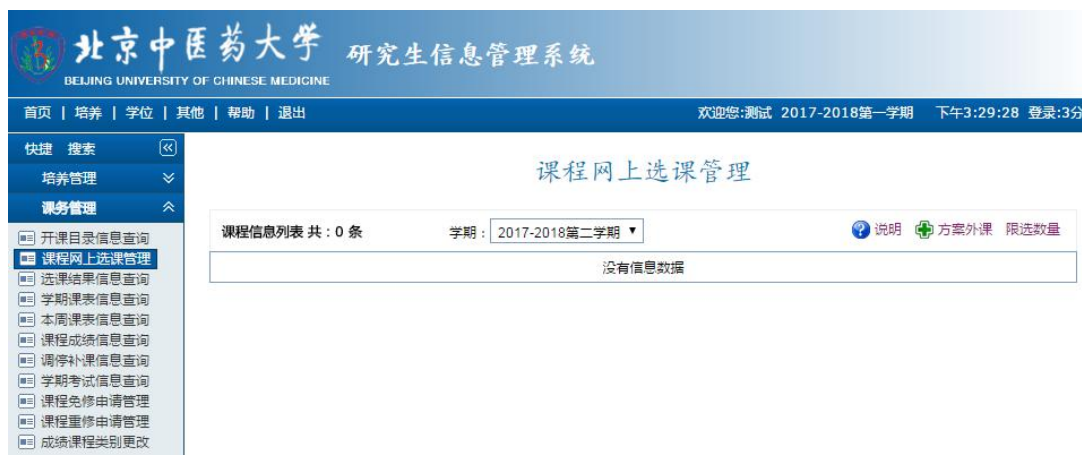 北京中医药大学 研究生信息管理系统
BEIJING UNIVERSITY OF CHINESE MEDICINE
首页 | 培养 | 学位 | 其他 | 帮助 | 退出 欢迎您:测试 2017-2018第一学期 下午3:29:28 登录:3分
快捷 搜索
培养管理
课务管理
开课目录信息查询
课程网上选课管理
选课结果信息查询
学期课表信息查询
本周课表信息查询
课程成绩信息查询
调停补课信息查询
学期考试信息查询
课程免修申请管理
课程重修申请管理
成绩课程类别更改
课程网上选课管理
课程信息列表 共：0 条 学期： 2017-2018第二学期 说明 方案外课 限选数量
没有信息数据